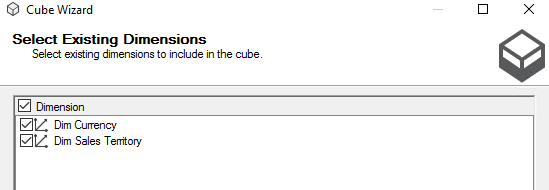 Cube Wizard
Select Existing Dimensions
Select existing dimensions to include in the cube.
Dimension
Dim Currency
Dim Sales Territory